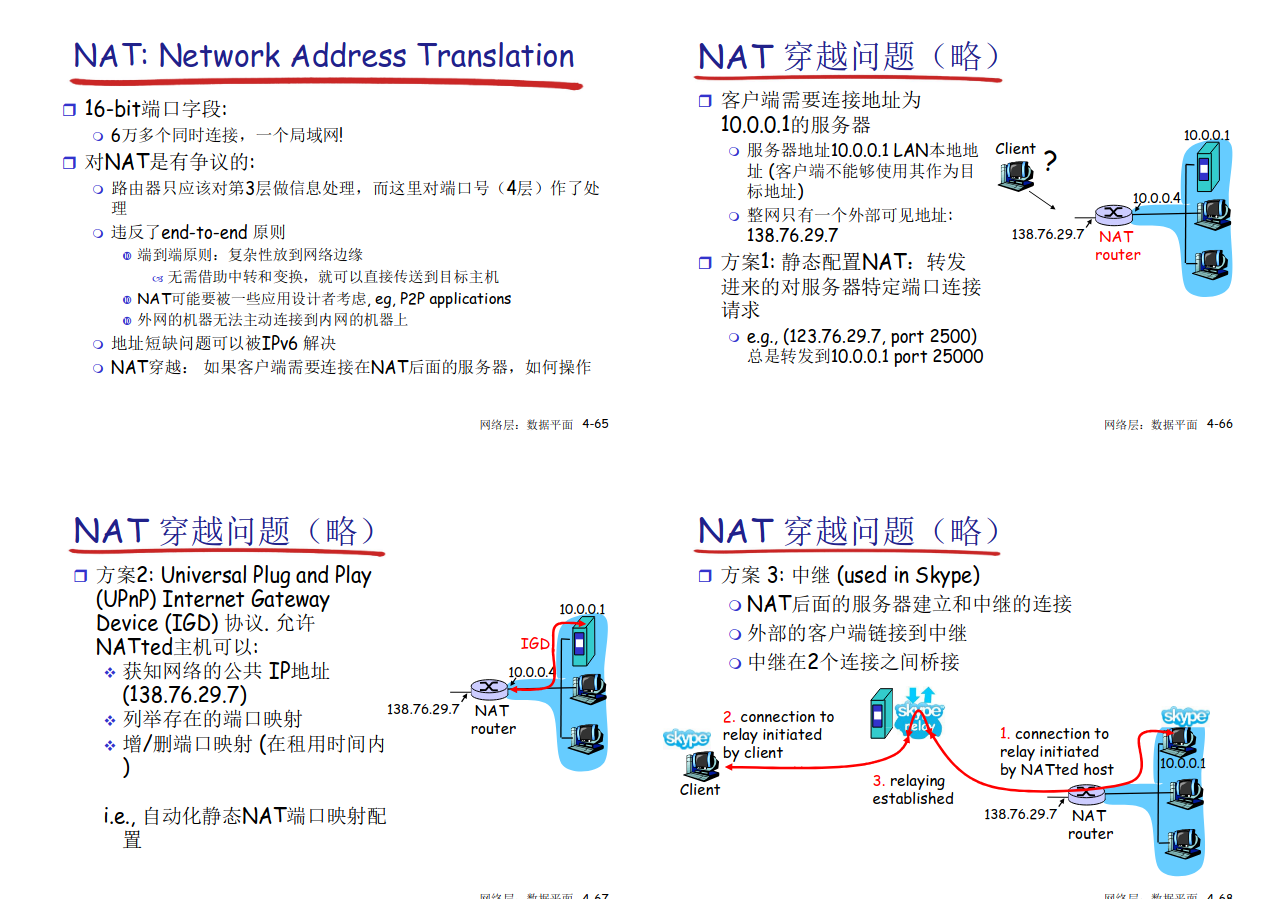 NAT: Network Address Translation
16-bit端口字段:
6万多个同时连接，一个局域网!
对NAT是有争议的:
路由器只应该对第3层做信息处理，而这里对端口号（4层）作了处
理
违反了end-to-end 原则
端到端原则：复杂性放到网络边缘
无需借助中转和变换，就可以直接传送到目标主机
NAT可能要被一些应用设计者考虑, eg, P2P applications
外网的机器无法主动连接到内网的机器上
地址短缺问题可以被IPv6 解决
NAT穿越： 如果客户端需要连接在NAT后面的服务器，如何操作
网络层：数据平面 4-65
NAT 穿越问题（略）
客户端需要连接地址为
10.0.0.1的服务器
服务器地址10.0.0.1 LAN本地地
址 (客户端不能够使用其作为目
标地址)
整网只有一个外部可见地址:
138.76.29.7
方案1: 静态配置NAT：转发
进来的对服务器特定端口连接
请求
e.g., (123.76.29.7, port 2500)
总是转发到10.0.0.1 port 25000
Client
?
10.0.0.1
10.0.0.4
138.76.29.7
NAT
router
网络层：数据平面 4-66
NAT 穿越问题（略）
方案2: Universal Plug and Play
(UPnP) Internet Gateway
Device (IGD) 协议. 允许
NATted主机可以:
获知网络的公共 IP地址
(138.76.29.7)
列举存在的端口映射
增/删端口映射 (在租用时间内
)
i.e., 自动化静态NAT端口映射配
置
10.0.0.1
IGD
10.0.0.4
138.76.29.7
NAT
router
网络层：数据平面 4-67
NAT 穿越问题（略）
方案 3: 中继 (used in Skype)
NAT后面的服务器建立和中继的连接
外部的客户端链接到中继
中继在2个连接之间桥接
skype
relay
2. connection to
relay initiated
by client
skype
Client
3. relaying
established
1. connection to
relay initiated
by NATted host
skype
10.0.0.1
138.76.29.7
NAT
router
网络层：数据平面 4-68